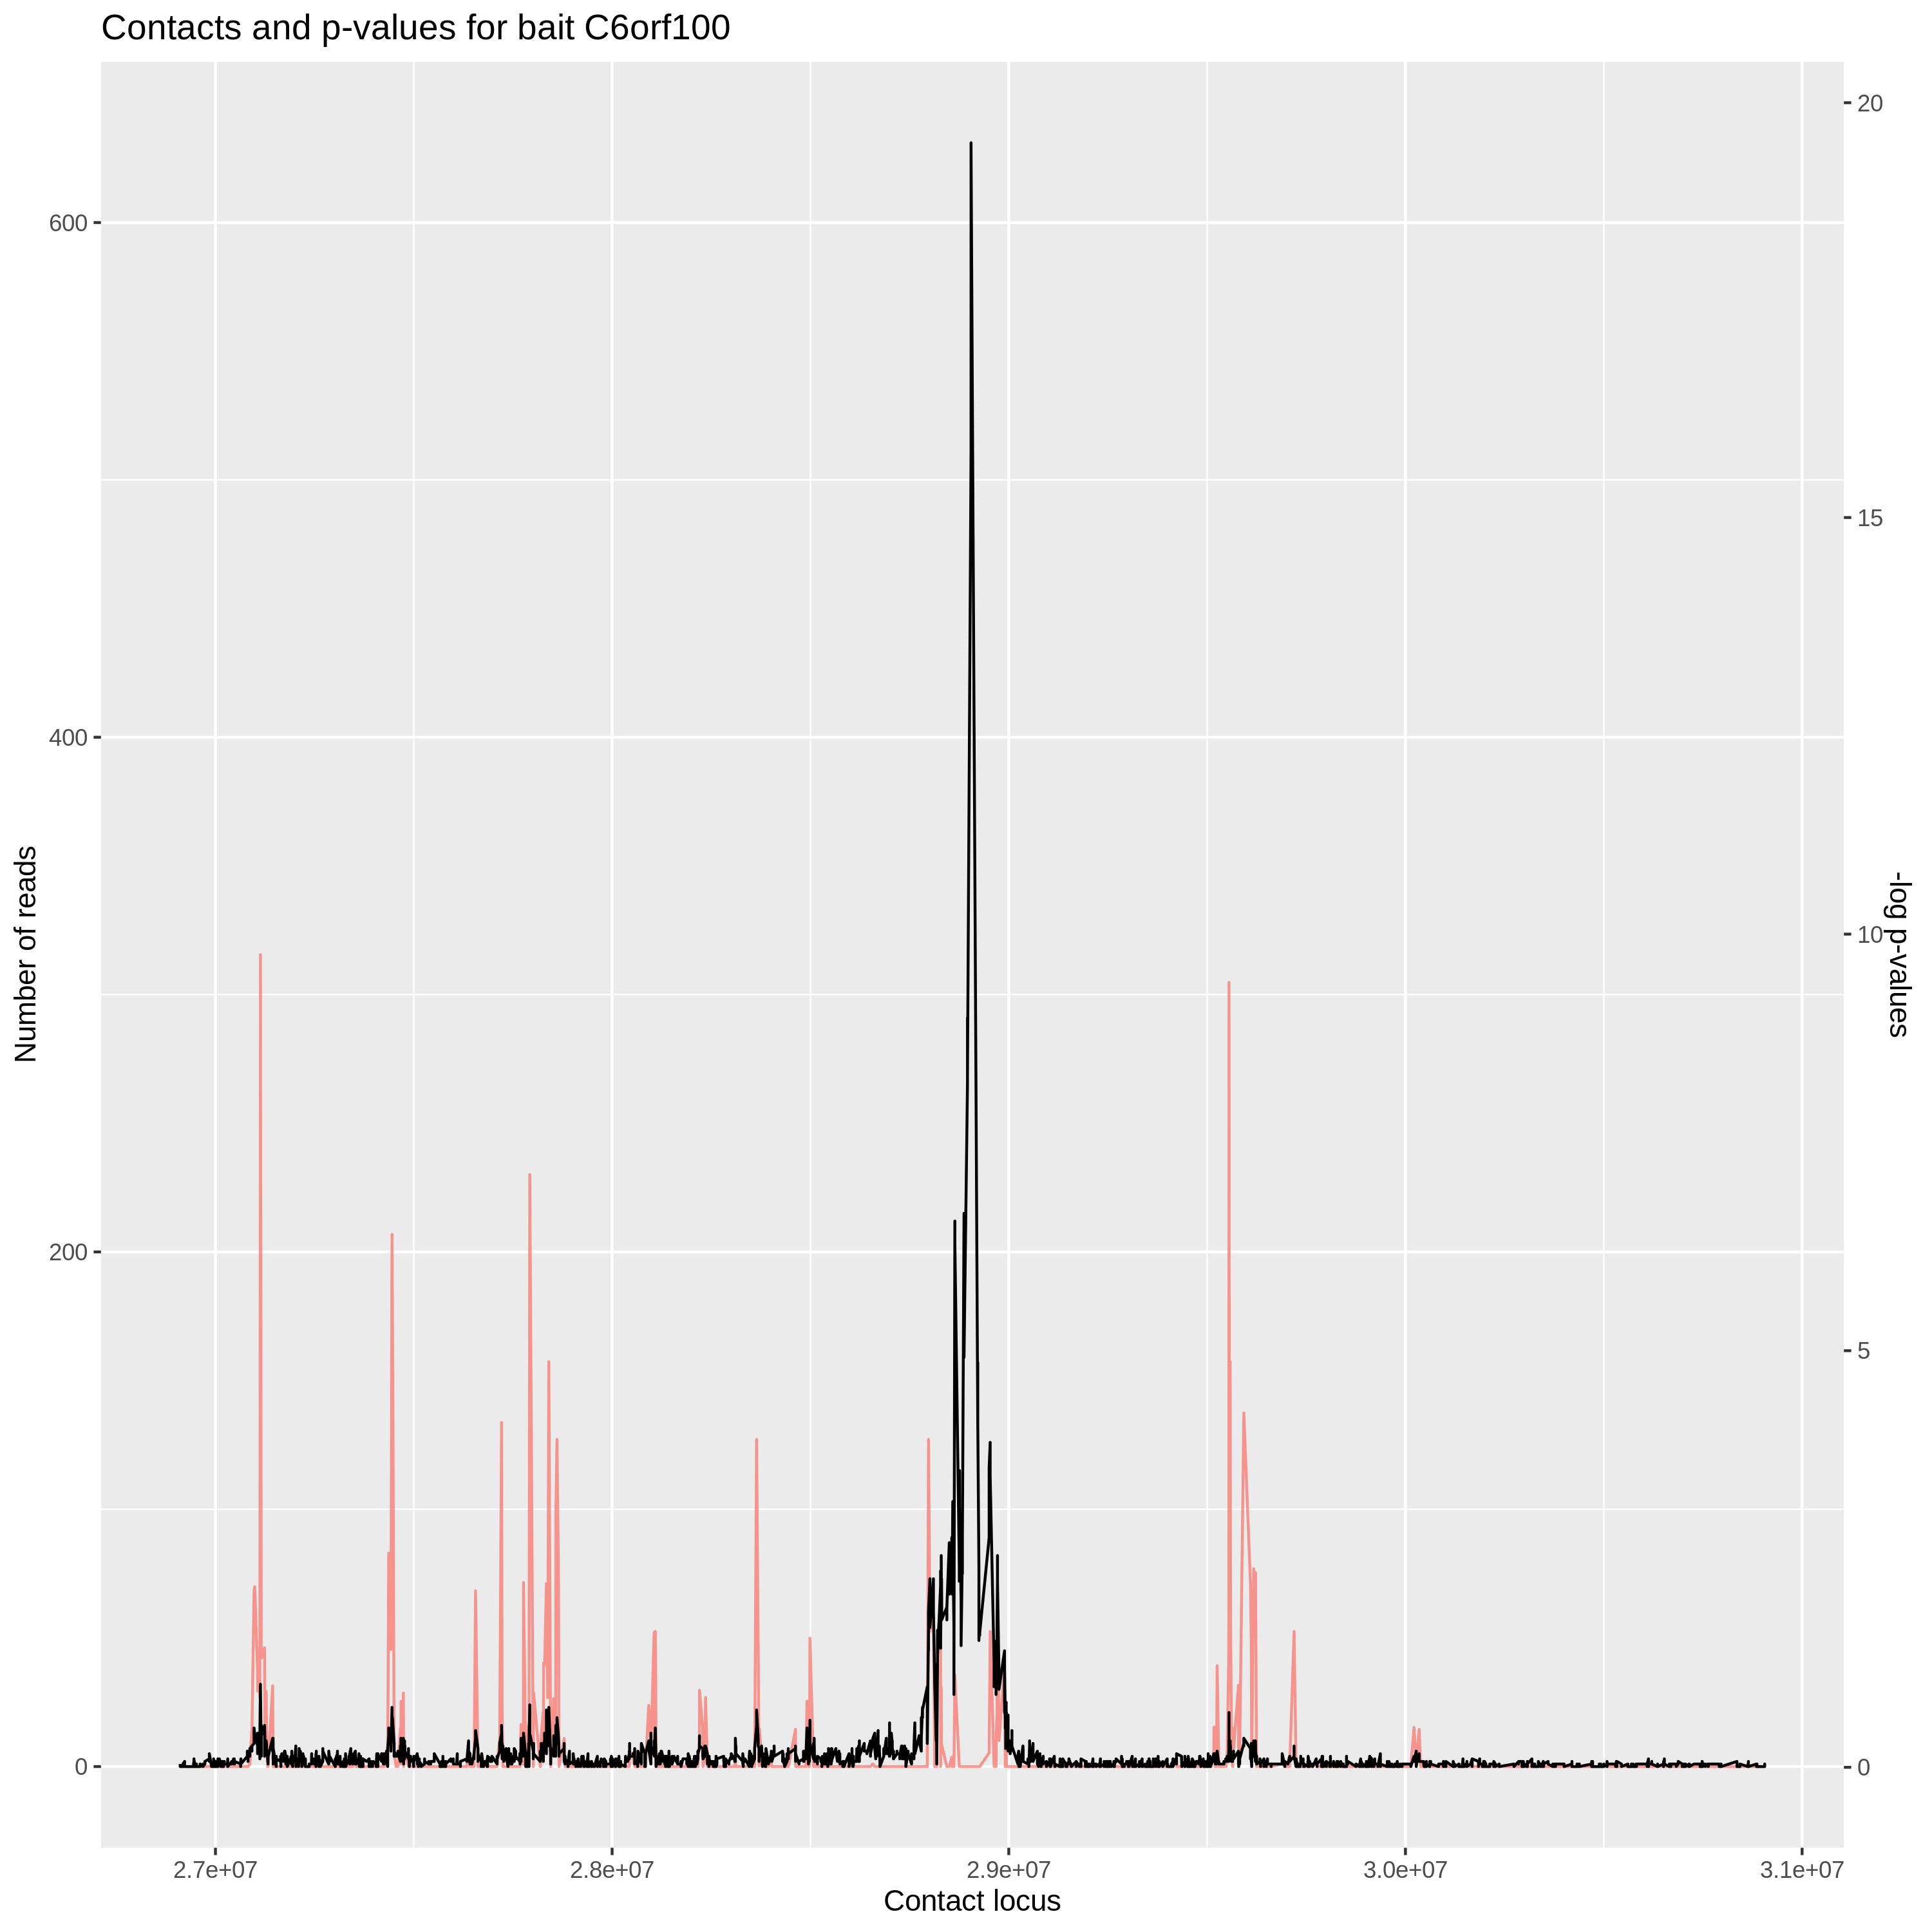 Contacts and p-values for bait C6orf100
20
600
15
400
10
200
5
0
0
Number of reads
-log p-values
2.7e+07
2.8e+07
2.9e+07
3.0e+07
3.1e+07
Contact locus